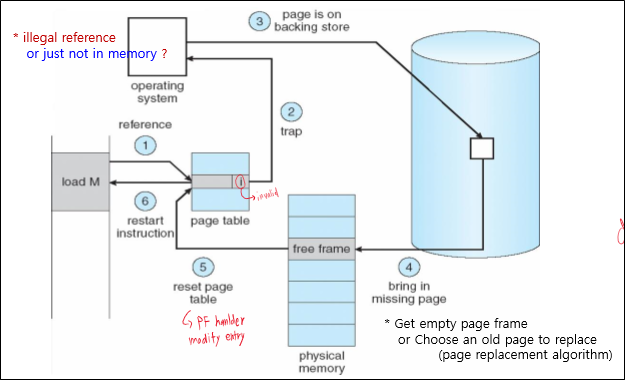 3
page is on
backing store
* illegal reference
or just not in memory ?
operating
system
reference
2
trap
1
load M
i
invalid
6
restart
instruction
page table
free frame
5
reset page
table
4
bring in
missing page
PF hanlder
modify entry
* Get empty page frame
or Choose an old page to replace
(page replacement algorithm)
physical
memory